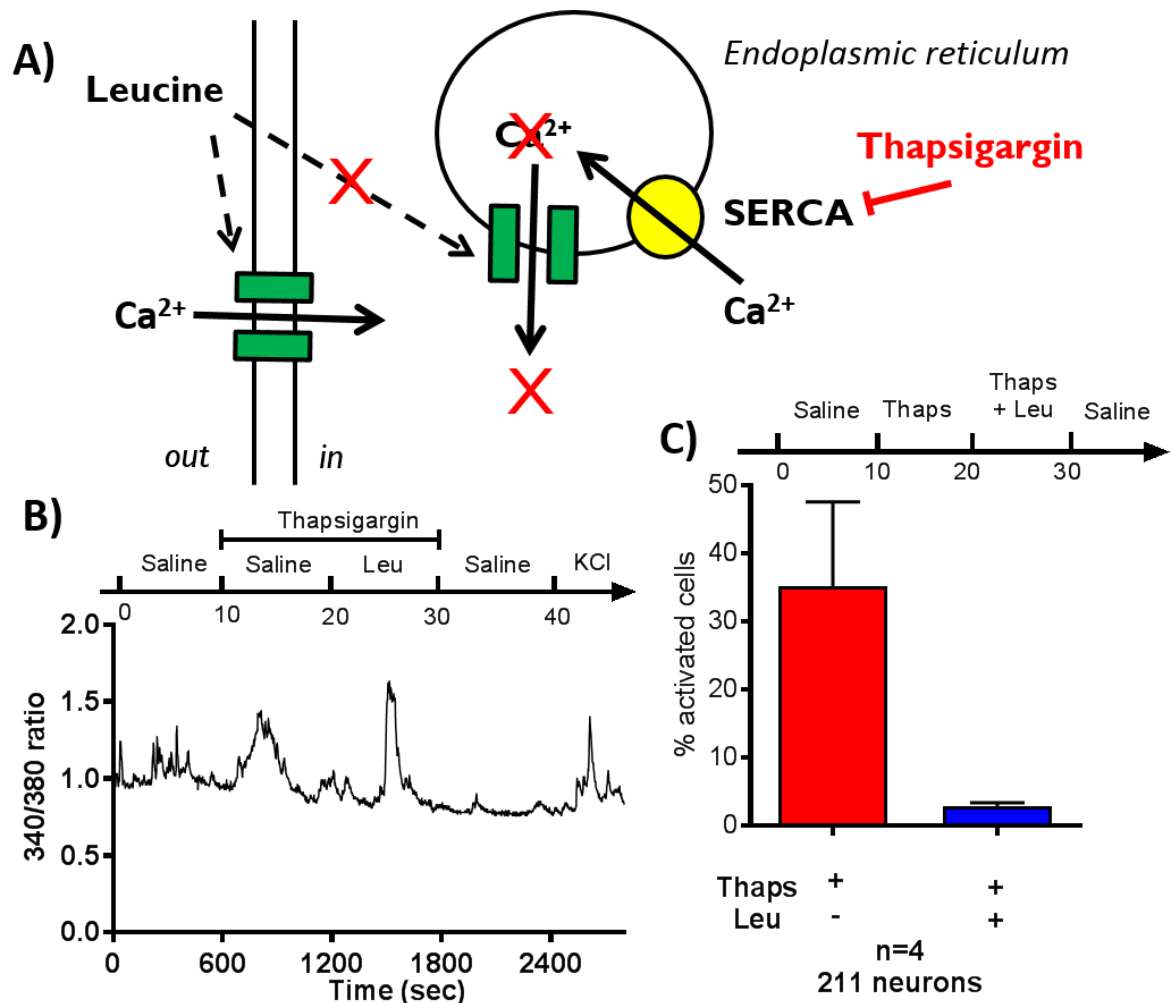 A)
Endoplasmic reticulum
Leucine
Ca²⁺
Thapsigargin
SERCA
Ca²⁺
Ca²⁺
out in
B)
Thapsigargin
Saline Saline Leu Saline KCl
0 10 20 30 40
340/380 ratio
2.0
1.5
1.0
0.5
0.0
0 600 1200 1800 2400
Time (sec)
C)
Saline Thaps Thaps + Leu Saline
0 10 20 30
% activated cells
50
40
30
20
10
0
Thaps + +
Leu - +
n=4
211 neurons